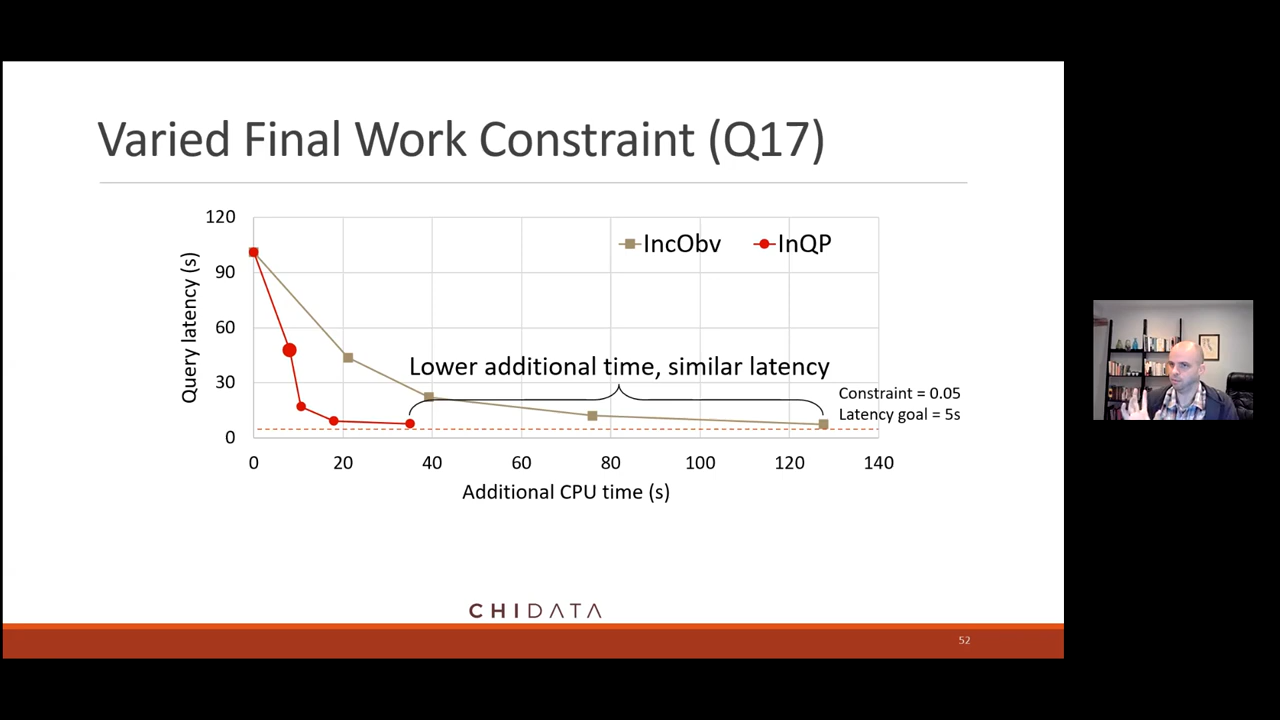 Varied Final Work Constraint (Q17)
120
90
60
30
0
Query latency (s)
IncObv
InQP
Lower additional time, similar latency
Constraint = 0.05
Latency goal = 5s
0 20 40 60 80 100 120 140
Additional CPU time (s)
CHIDATA
52